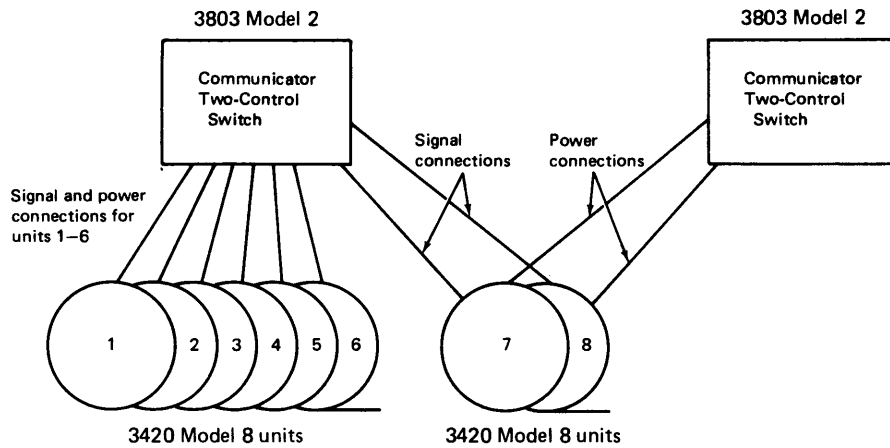 3803 Model 2
3803 Model 2
Communicator
Two-Control
Switch
Communicator
Two-Control
Switch
Signal
connections
Power
connections
Signal and power
connections for
units 1–6
1
2
3
4
5
6
7
8
3420 Model 8 units
3420 Model 8 units